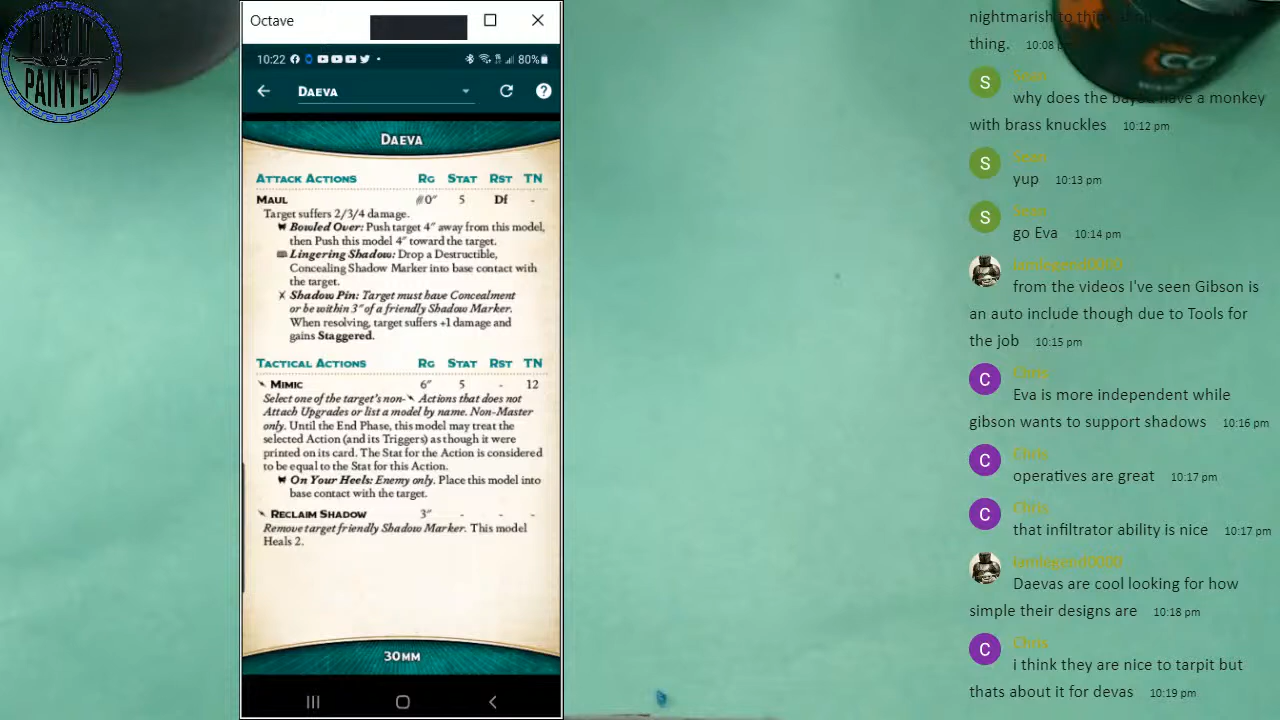 PLAY IT
PAINTED
Octave
10:22
80%
DAEVA
DAEVA
ATTACK ACTIONS RG STAT RST TN
MAUL 0" 5 Df -
Target suffers 2/3/4 damage.
Bowled Over: Push target 4" away from this model,
then Push this model 4" toward the target.
Lingering Shadow: Drop a Destructible,
Concealing Shadow Marker into base contact with
the target.
Shadow Pin: Target must have Concealment
or be within 3" of a friendly Shadow Marker.
When resolving, target suffers +1 damage and
gains Staggered.
TACTICAL ACTIONS RG STAT RST TN
MIMIC 6" 5 - 12
Select one of the target's non- Actions that does not
Attach Upgrades or list a model by name. Non-Master
only. Until the End Phase, this model may treat the
selected Action (and its Triggers) as though it were
printed on its card. The Stat for the Action is considered
to be equal to the Stat for this Action.
On Your Heels: Enemy only. Place this model into
base contact with the target.
RECLAIM SHADOW 3" - - -
Remove target friendly Shadow Marker. This model
Heals 2.
30MM
nightmarish to think
thing. 10:08
S
why does the bayou have a monkey
with brass knuckles 10:12 pm
S
yup 10:13 pm
S
go Eva 10:14 pm
iamlegend0000
from the videos I've seen Gibson is
an auto include though due to Tools for
the job 10:15 pm
C Chris
Eva is more independent while
gibson wants to support shadows 10:16 pm
C Chris
operatives are great 10:17 pm
C Chris
that infiltrator ability is nice 10:17 pm
iamlegend0000
Daevas are cool looking for how
simple their designs are 10:18 pm
C Chris
i think they are nice to tarpit but
thats about it for devas 10:19 pm